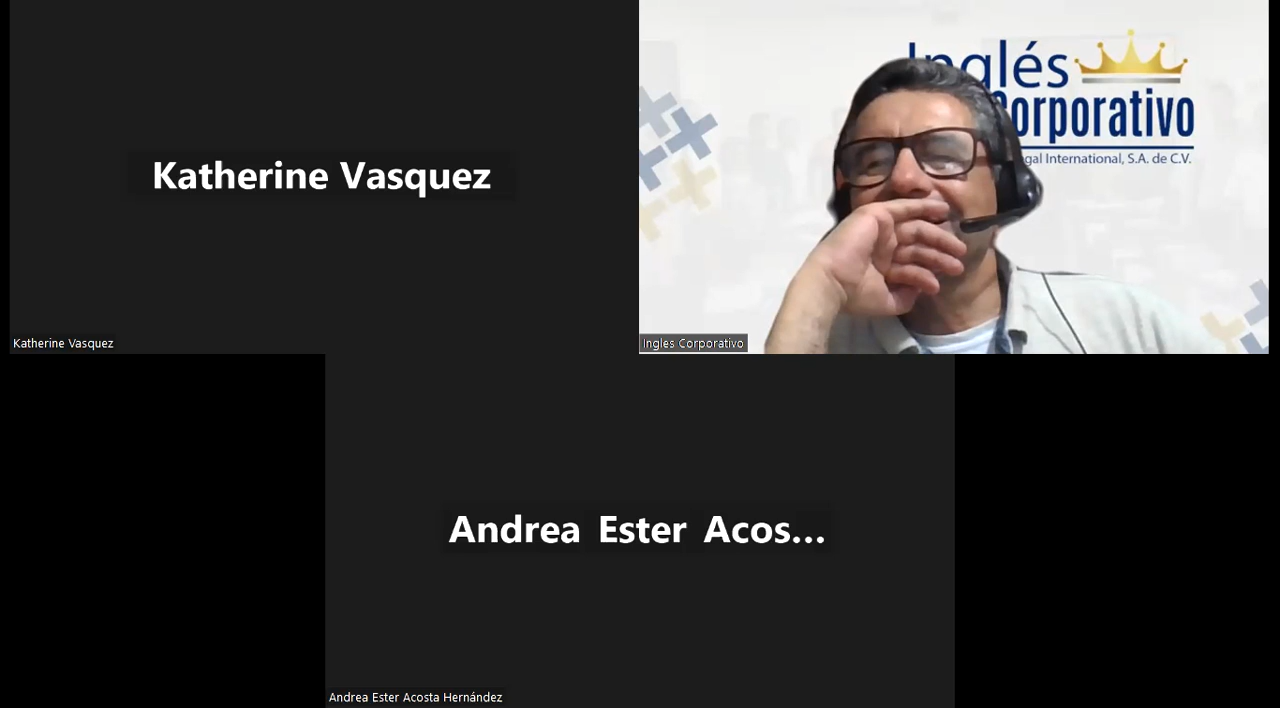 Katherine Vasquez
Katherine Vasquez
Inglés
Corporativo
International, S.A. de C.V.
Ingles Corporativo
Andrea Ester Acos...
Andrea Ester Acosta Hernández